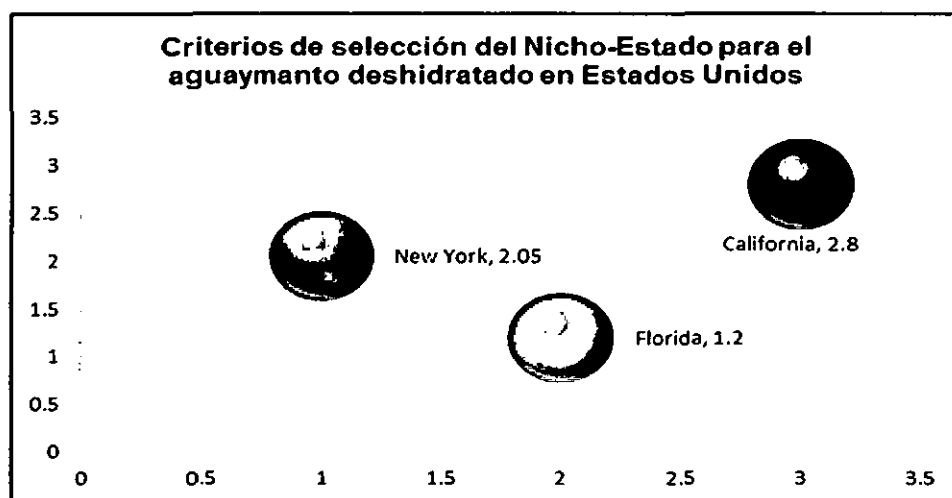 Criterios de selección del Nicho-Estado para el
aguaymanto deshidratado en Estados Unidos
3.5
3
2.5
2
1.5
1
0.5
0
New York, 2.05
California, 2.8
Florida, 1.2
0 0.5 1 1.5 2 2.5 3 3.5